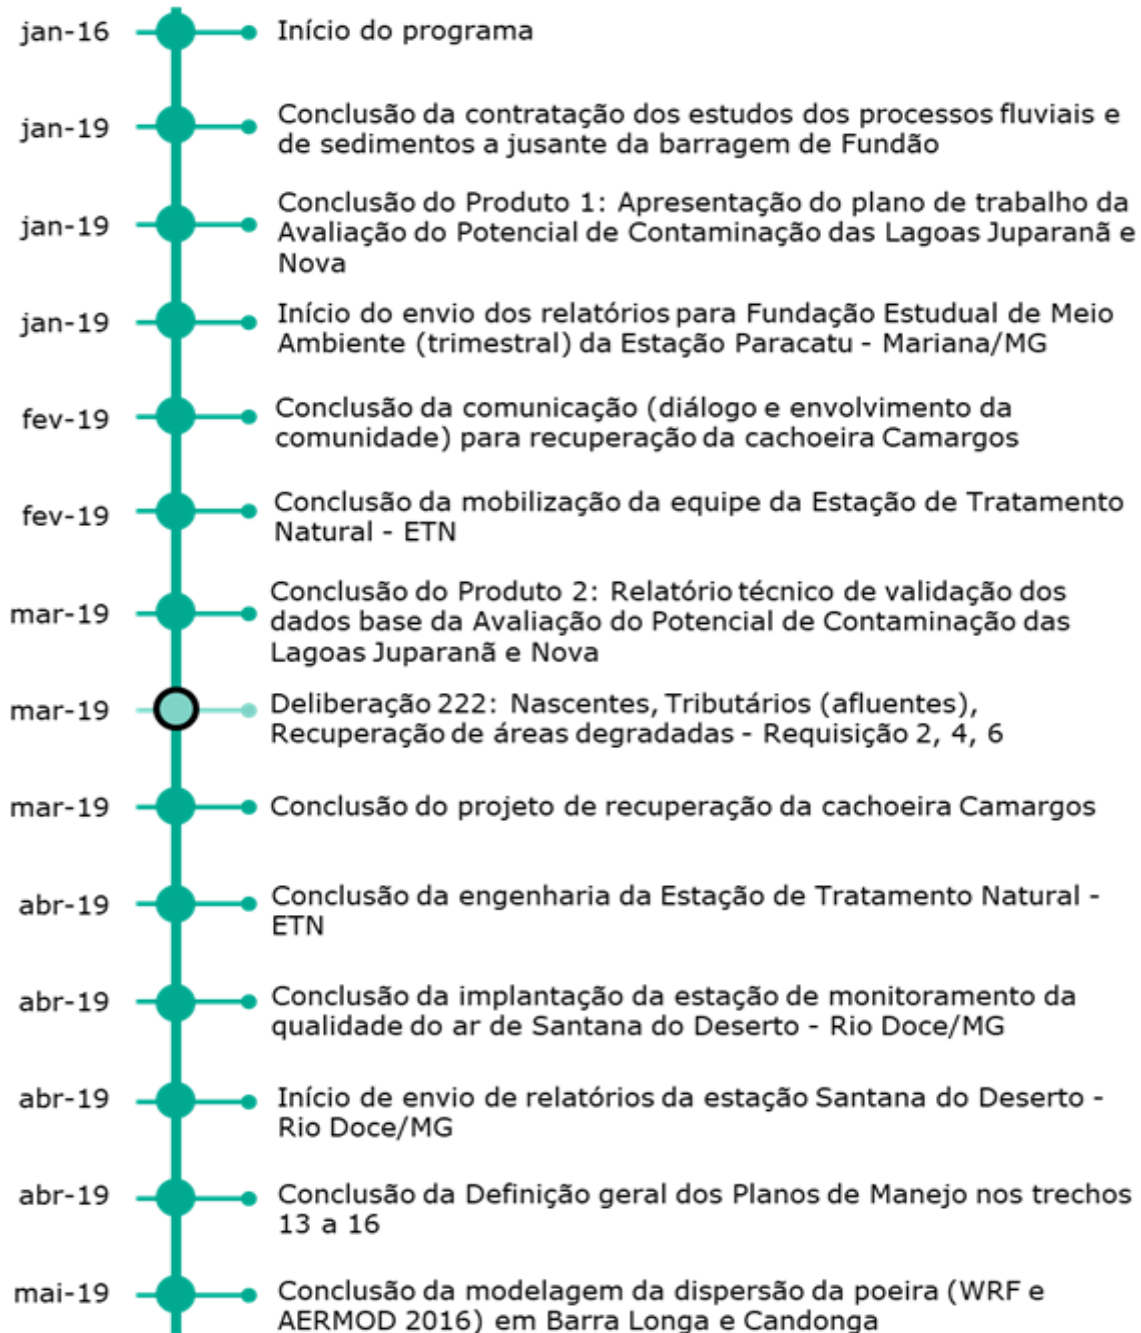 jan-16 Início do programa
jan-19 Conclusão da contratação dos estudos dos processos fluviais e
de sedimentos a jusante da barragem de Fundão
jan-19 Conclusão do Produto 1: Apresentação do plano de trabalho da
Avaliação do Potencial de Contaminação das Lagoas Juparanã e
Nova
jan-19 Início do envio dos relatórios para Fundação Estudual de Meio
Ambiente (trimestral) da Estação Paracatu - Mariana/MG
fev-19 Conclusão da comunicação (diálogo e envolvimento da
comunidade) para recuperação da cachoeira Camargos
fev-19 Conclusão da mobilização da equipe da Estação de Tratamento
Natural - ETN
mar-19 Conclusão do Produto 2: Relatório técnico de validação dos
dados base da Avaliação do Potencial de Contaminação das
Lagoas Juparanã e Nova
mar-19 Deliberação 222: Nascentes, Tributários (afluentes),
Recuperação de áreas degradadas - Requisição 2, 4, 6
mar-19 Conclusão do projeto de recuperação da cachoeira Camargos
abr-19 Conclusão da engenharia da Estação de Tratamento Natural -
ETN
abr-19 Conclusão da implantação da estação de monitoramento da
qualidade do ar de Santana do Deserto - Rio Doce/MG
abr-19 Início de envio de relatórios da estação Santana do Deserto -
Rio Doce/MG
abr-19 Conclusão da Definição geral dos Planos de Manejo nos trechos
13 a 16
mai-19 Conclusão da modelagem da dispersão da poeira (WRF e
AERMOD 2016) em Barra Longa e Candonga